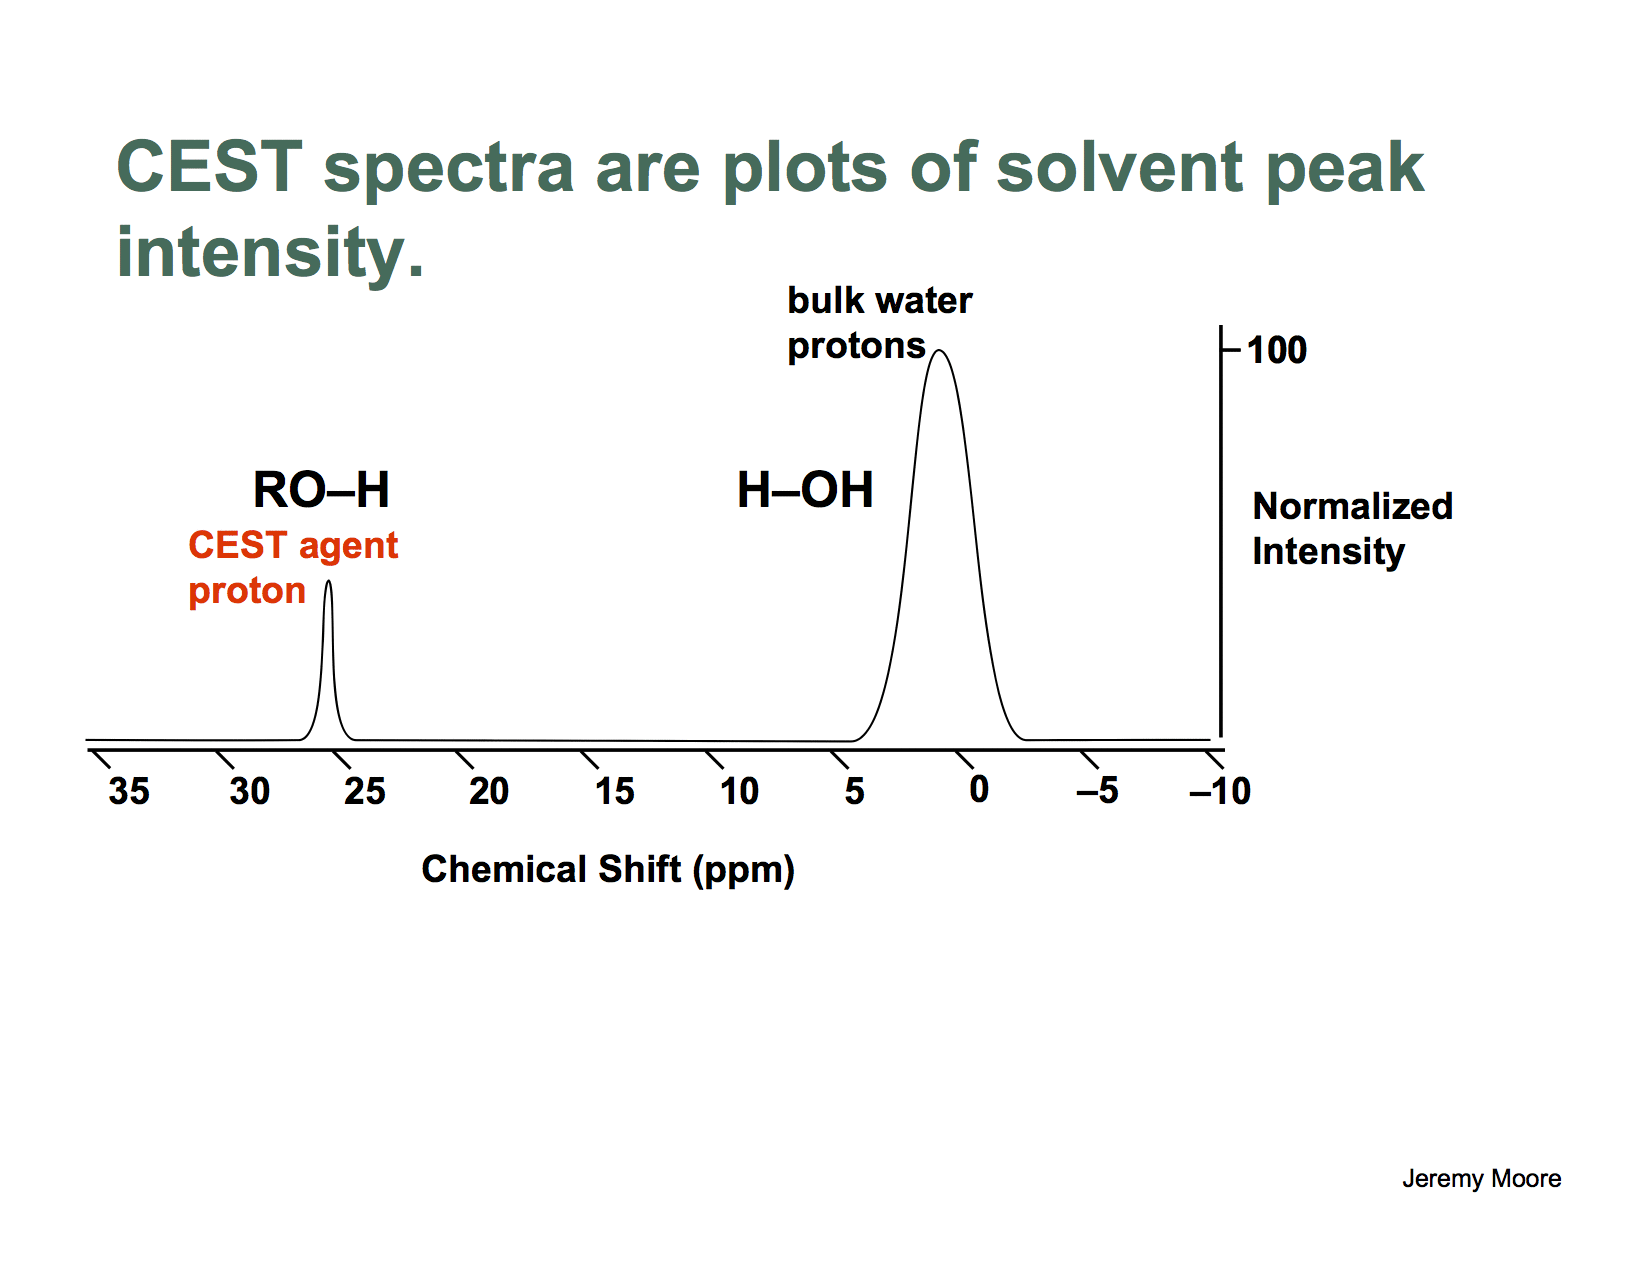 CEST spectra are plots of solvent peak
intensity.
bulk water
protons
100
RO–H
H–OH
CEST agent
proton
Normalized
Intensity
35 30 25 20 15 10 5 0 –5 –10
Chemical Shift (ppm)
Jeremy Moore